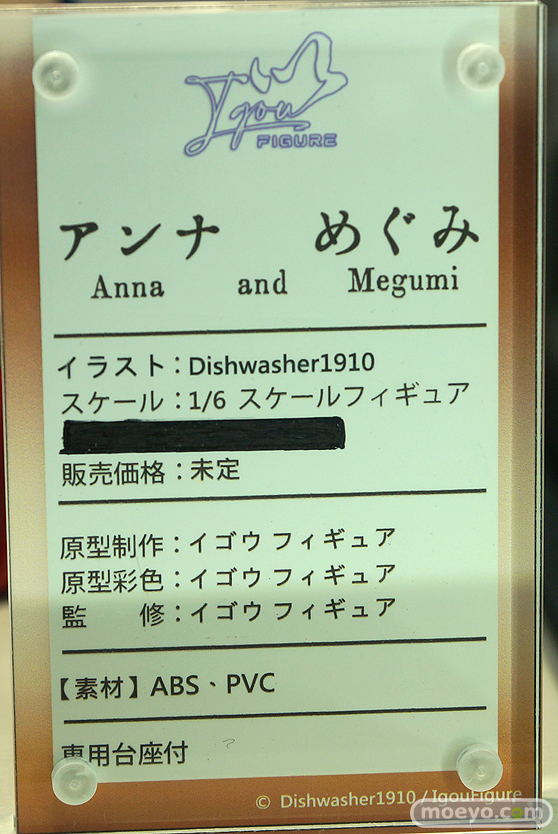 Igou
FIGURE
アンナ めぐみ
Anna and Megumi
イラスト：Dishwasher1910
スケール：1/6 スケールフィギュア
販売価格：未定
原型制作：イゴウ フィギュア
原型彩色：イゴウ フィギュア
監 修：イゴウ フィギュア
【素材】ABS、PVC
専用台座付
© Dishwasher1910 / IgouFigure
moeyo.com